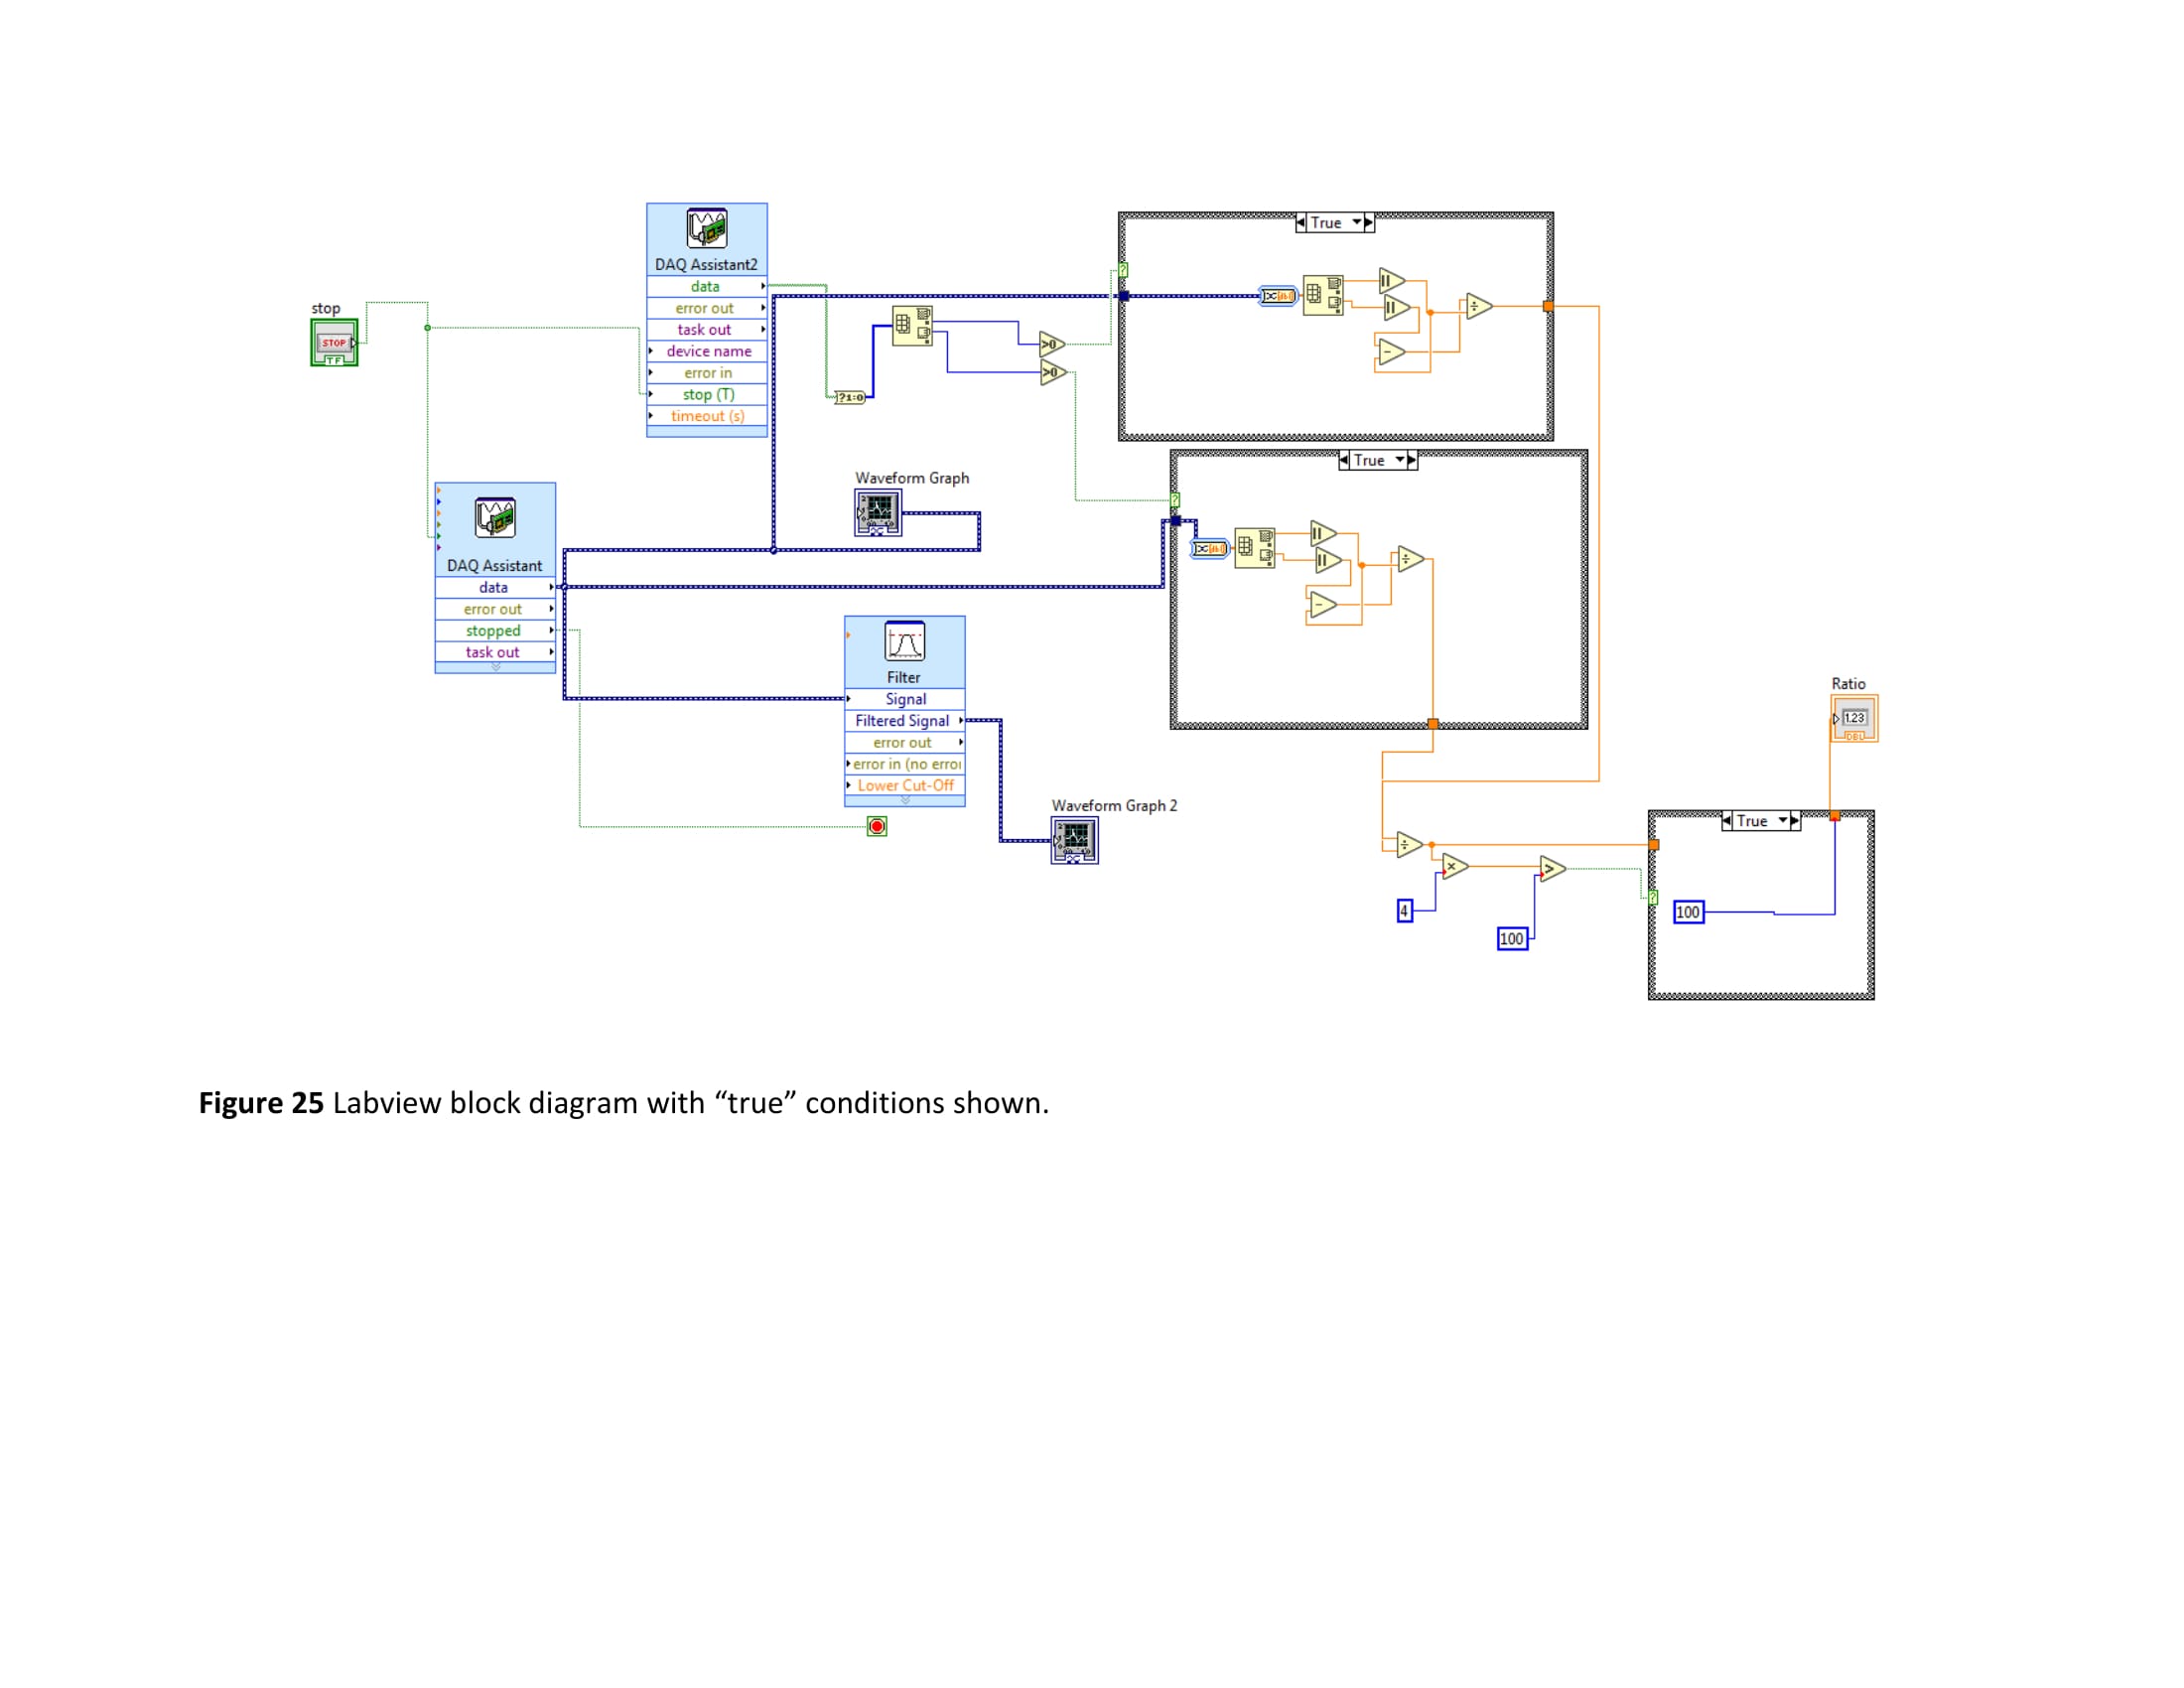 stop
STOP
TF
DAQ Assistant2
data
error out
task out
device name
error in
stop (T)
timeout (s)
?1:0
>0
>0
True
÷
-
Waveform Graph
DAQ Assistant
data
error out
stopped
task out
True
÷
-
Filter
Signal
Filtered Signal
error out
error in (no erroı
Lower Cut-Off
Waveform Graph 2
Ratio
1.23
DBL
True
÷
x
>
4
100
100
Figure 25 Labview block diagram with “true” conditions shown.